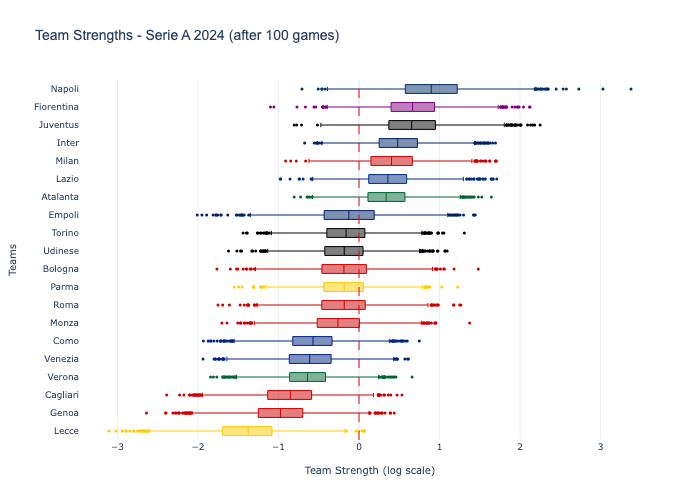 Team Strengths - Serie A 2024 (after 100 games)
Napoli
Fiorentina
Juventus
Inter
Milan
Lazio
Atalanta
Empoli
Torino
Udinese
Bologna
Parma
Roma
Monza
Como
Venezia
Verona
Cagliari
Genoa
Lecce
Teams
−3 −2 −1 0 1 2 3
Team Strength (log scale)